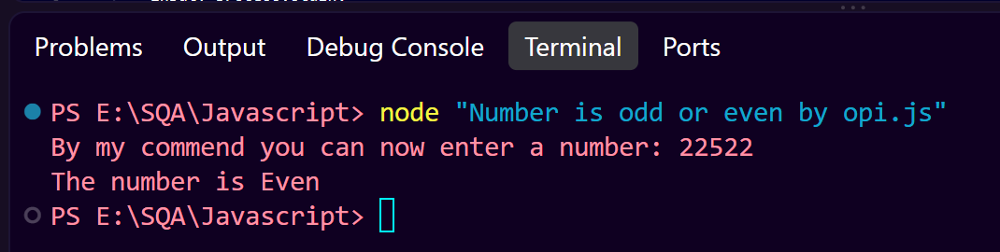 Problems Output Debug Console Terminal Ports
PS E:\SQA\Javascript> node "Number is odd or even by opi.js"
By my commend you can now enter a number: 22522
The number is Even
PS E:\SQA\Javascript>